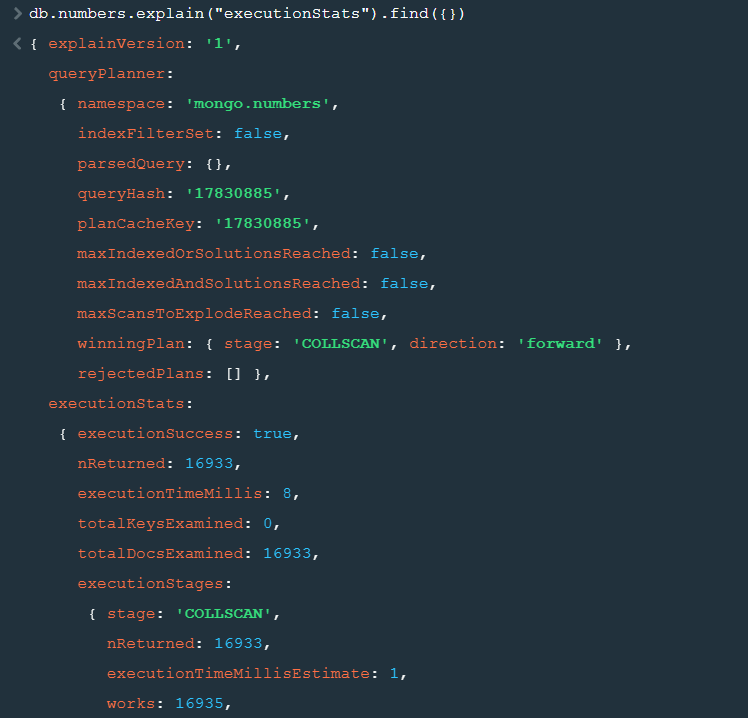 > db.numbers.explain("executionStats").find({})
< { explainVersion: '1',
queryPlanner:
{ namespace: 'mongo.numbers',
indexFilterSet: false,
parsedQuery: {},
queryHash: '17830885',
planCacheKey: '17830885',
maxIndexedOrSolutionsReached: false,
maxIndexedAndSolutionsReached: false,
maxScansToExplodeReached: false,
winningPlan: { stage: 'COLLSCAN', direction: 'forward' },
rejectedPlans: [] },
executionStats:
{ executionSuccess: true,
nReturned: 16933,
executionTimeMillis: 8,
totalKeysExamined: 0,
totalDocsExamined: 16933,
executionStages:
{ stage: 'COLLSCAN',
nReturned: 16933,
executionTimeMillisEstimate: 1,
works: 16935,